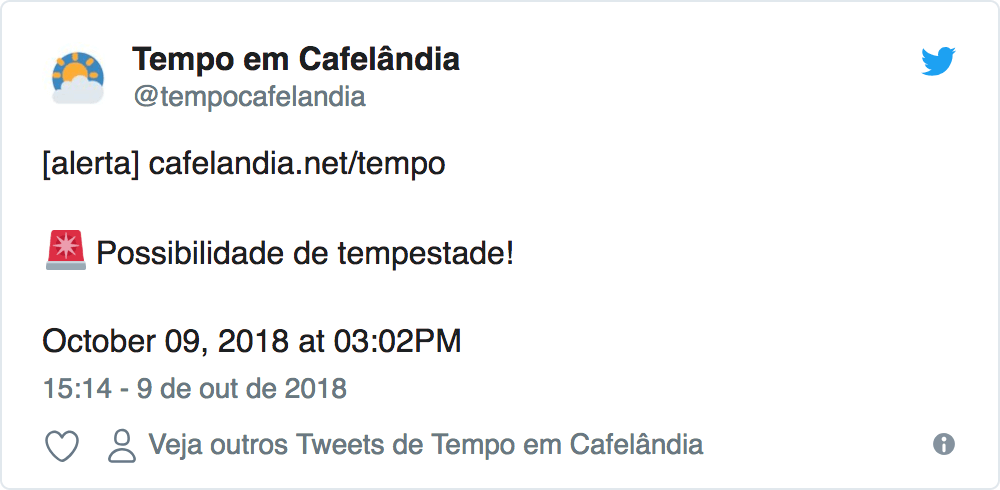 Tempo em Cafelândia
@tempocafelandia
[alerta] cafelandia.net/tempo
🚨 Possibilidade de tempestade!
October 09, 2018 at 03:02PM
15:14 - 9 de out de 2018
Veja outros Tweets de Tempo em Cafelândia